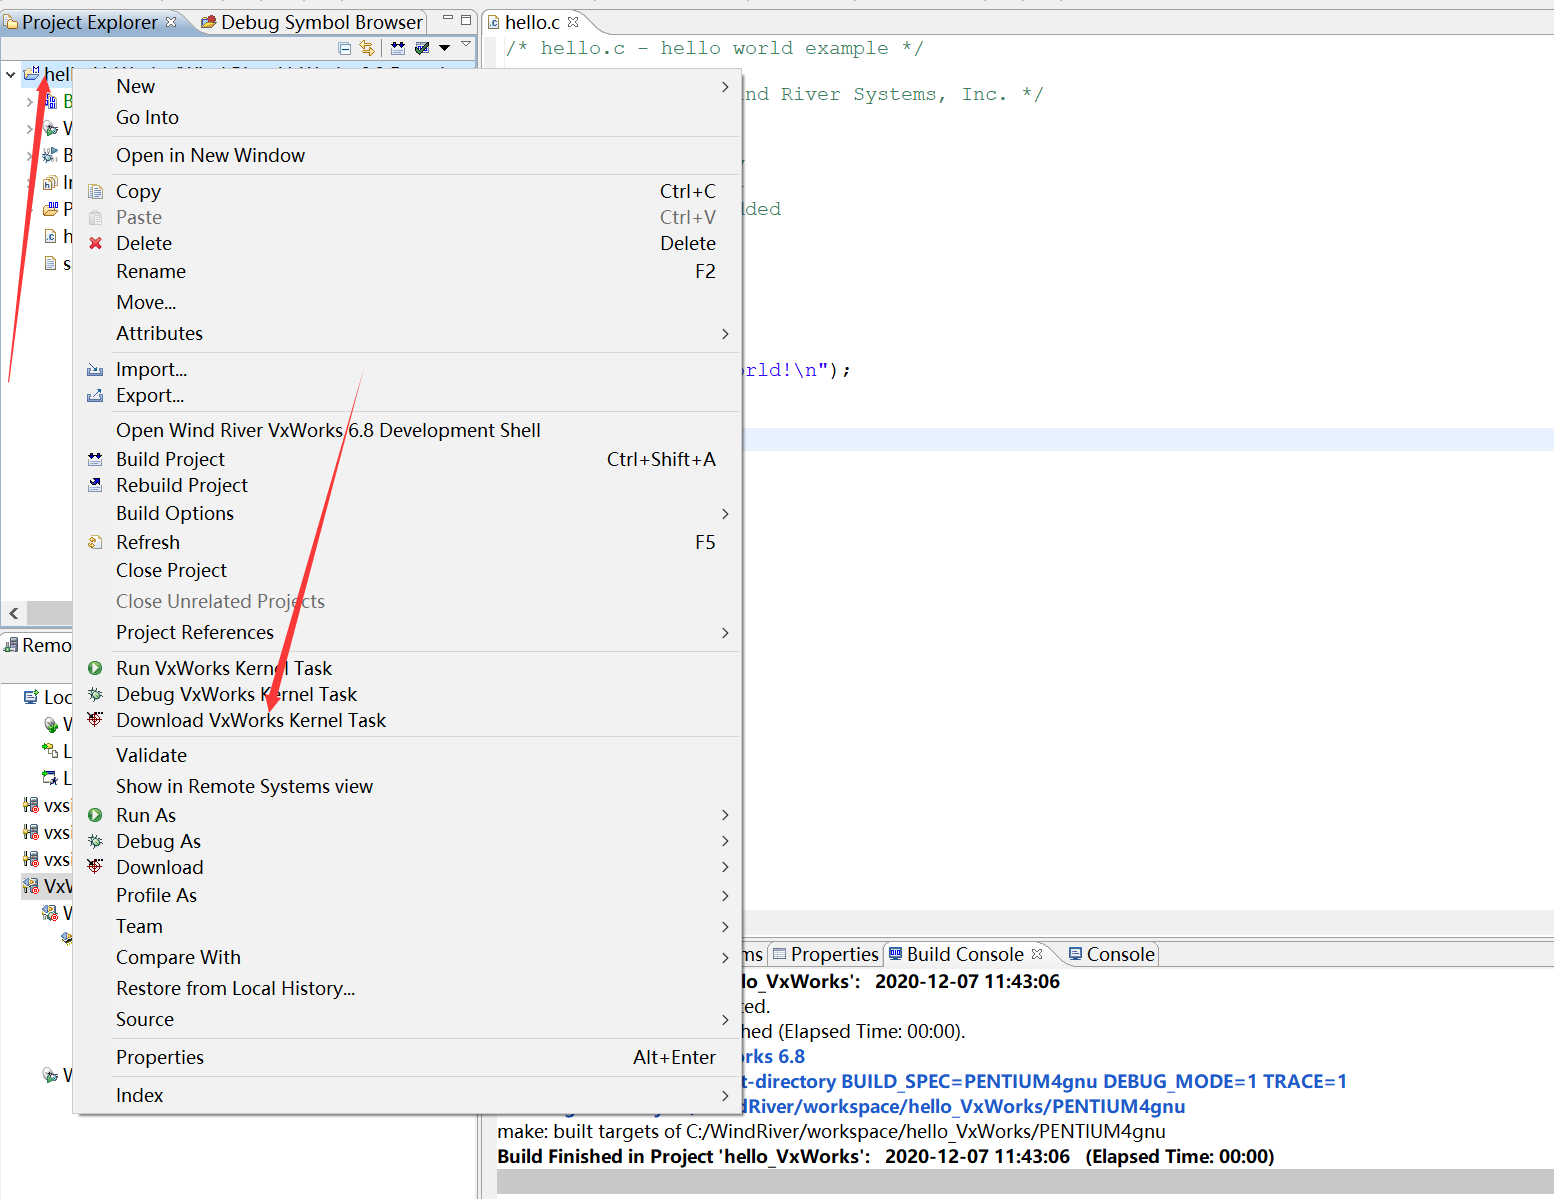 Project Explorer
Debug Symbol Browser
hello.c
/* hello.c - hello world example */
nd River Systems, Inc. */
ded
rld!\n");
hell
B
W
B
In
P
h
s
New
Go Into
Open in New Window
Copy Ctrl+C
Paste Ctrl+V
Delete Delete
Rename F2
Move...
Attributes
Import...
Export...
Open Wind River VxWorks 6.8 Development Shell
Build Project Ctrl+Shift+A
Rebuild Project
Build Options
Refresh F5
Close Project
Close Unrelated Projects
Project References
Run VxWorks Kernel Task
Debug VxWorks Kernel Task
Download VxWorks Kernel Task
Validate
Show in Remote Systems view
Run As
Debug As
Download
Profile As
Team
Compare With
Restore from Local History...
Source
Properties Alt+Enter
Index
Remo
Loc
W
L
L
vxsi
vxsi
vxsi
VxW
W
W
ms
Properties
Build Console
Console
lo_VxWorks': 2020-12-07 11:43:06
ted.
hed (Elapsed Time: 00:00).
rks 6.8
t-directory BUILD_SPEC=PENTIUM4gnu DEBUG_MODE=1 TRACE=1
dRiver/workspace/hello_VxWorks/PENTIUM4gnu
make: built targets of C:/WindRiver/workspace/hello_VxWorks/PENTIUM4gnu
Build Finished in Project 'hello_VxWorks': 2020-12-07 11:43:06 (Elapsed Time: 00:00)